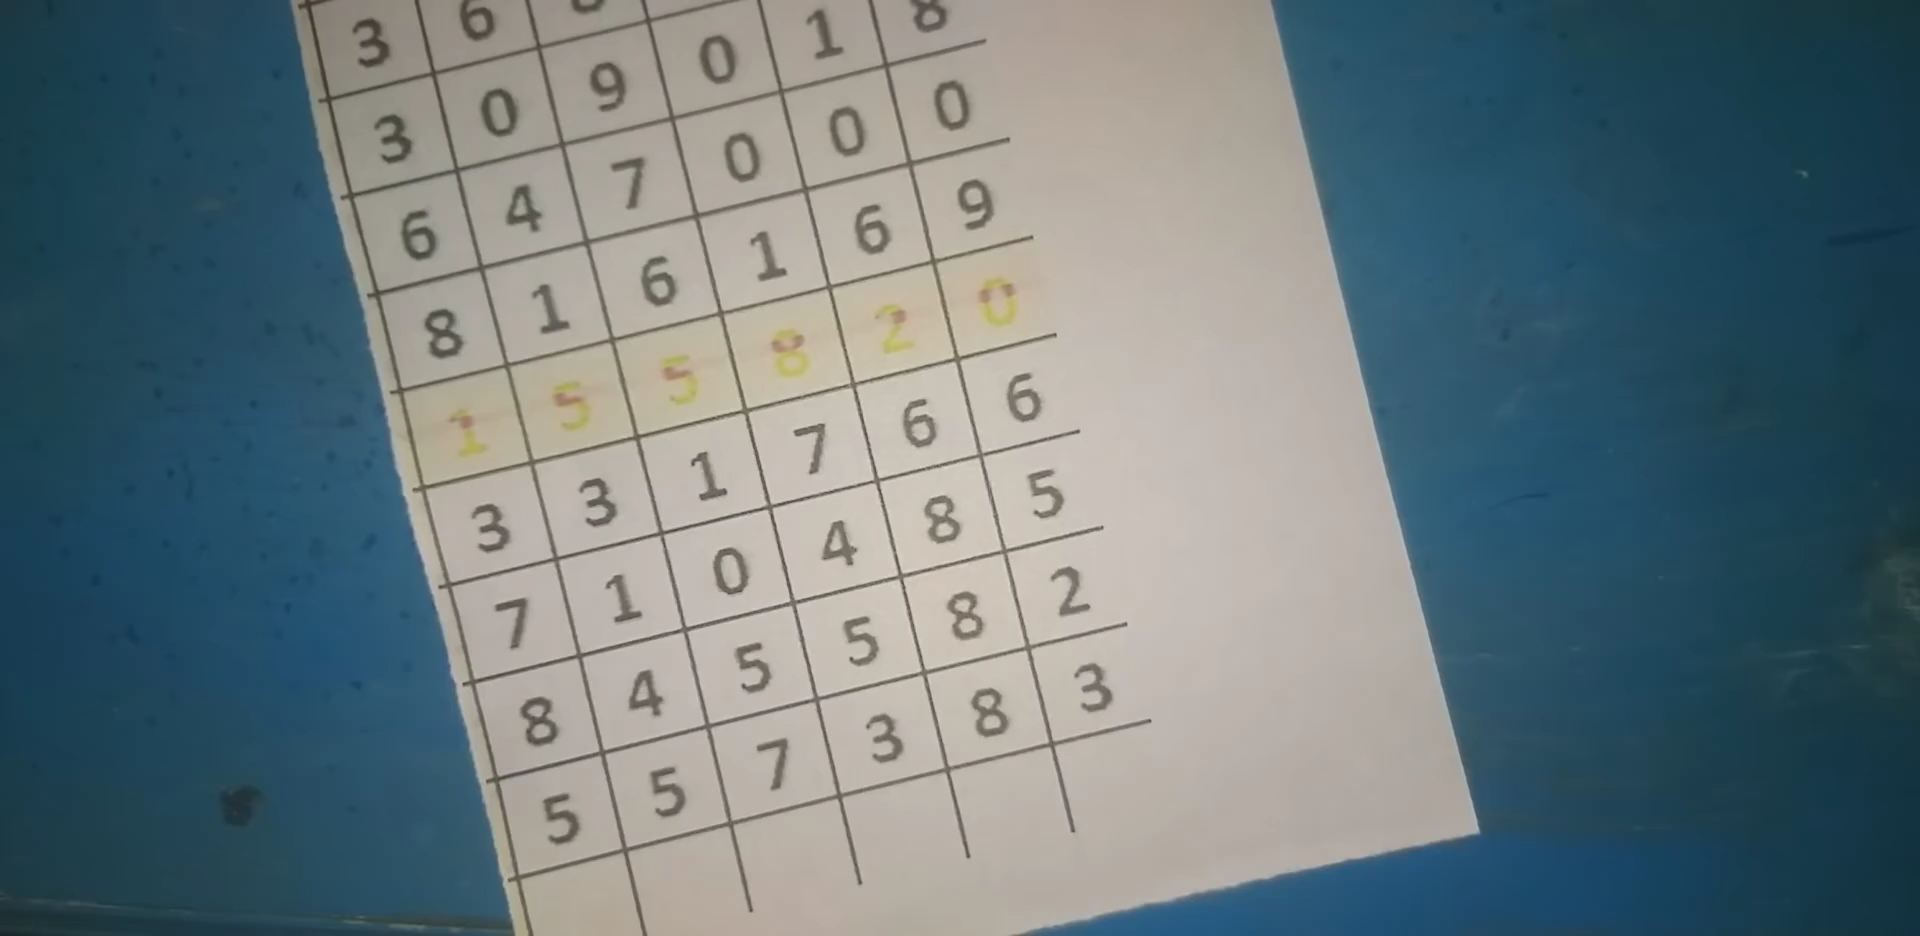 3 6
3 0 9 0 1 8
6 4 7 0 0 0
8 1 6 1 6 9
1 5 5 8 2 0
3 3 1 7 6 6
7 1 0 4 8 5
8 4 5 5 8 2
5 5 7 3 8 3